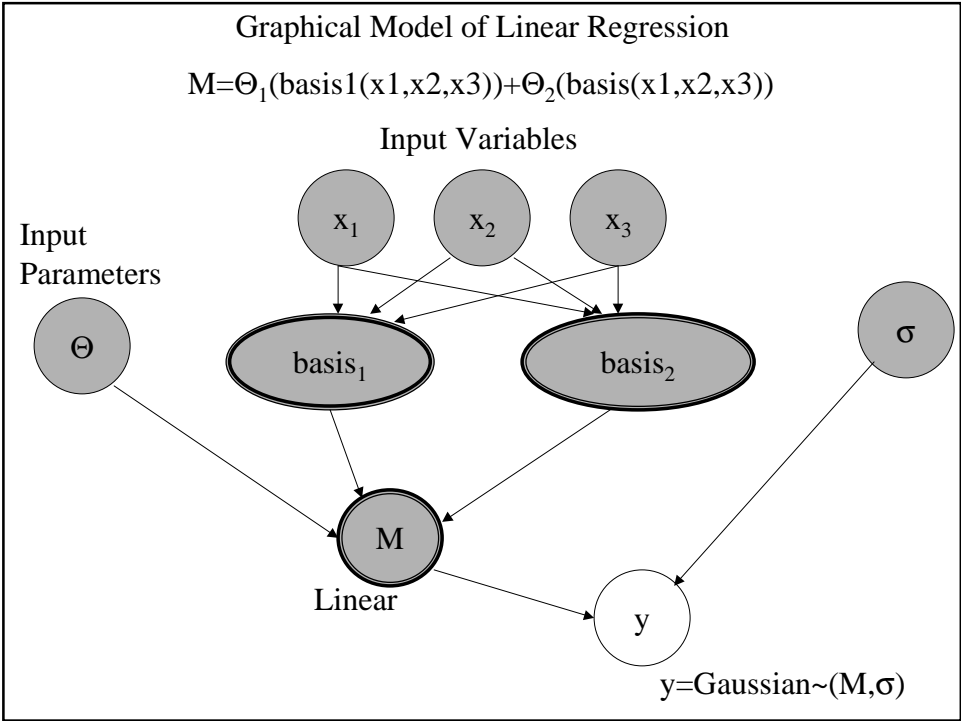 Graphical Model of Linear Regression
M=Θ₁(basis1(x1,x2,x3))+Θ₂(basis(x1,x2,x3))
Input Variables
x₁ x₂ x₃
Input
Parameters
Θ basis₁ basis₂ σ
M
Linear
y
y=Gaussian~(M,σ)